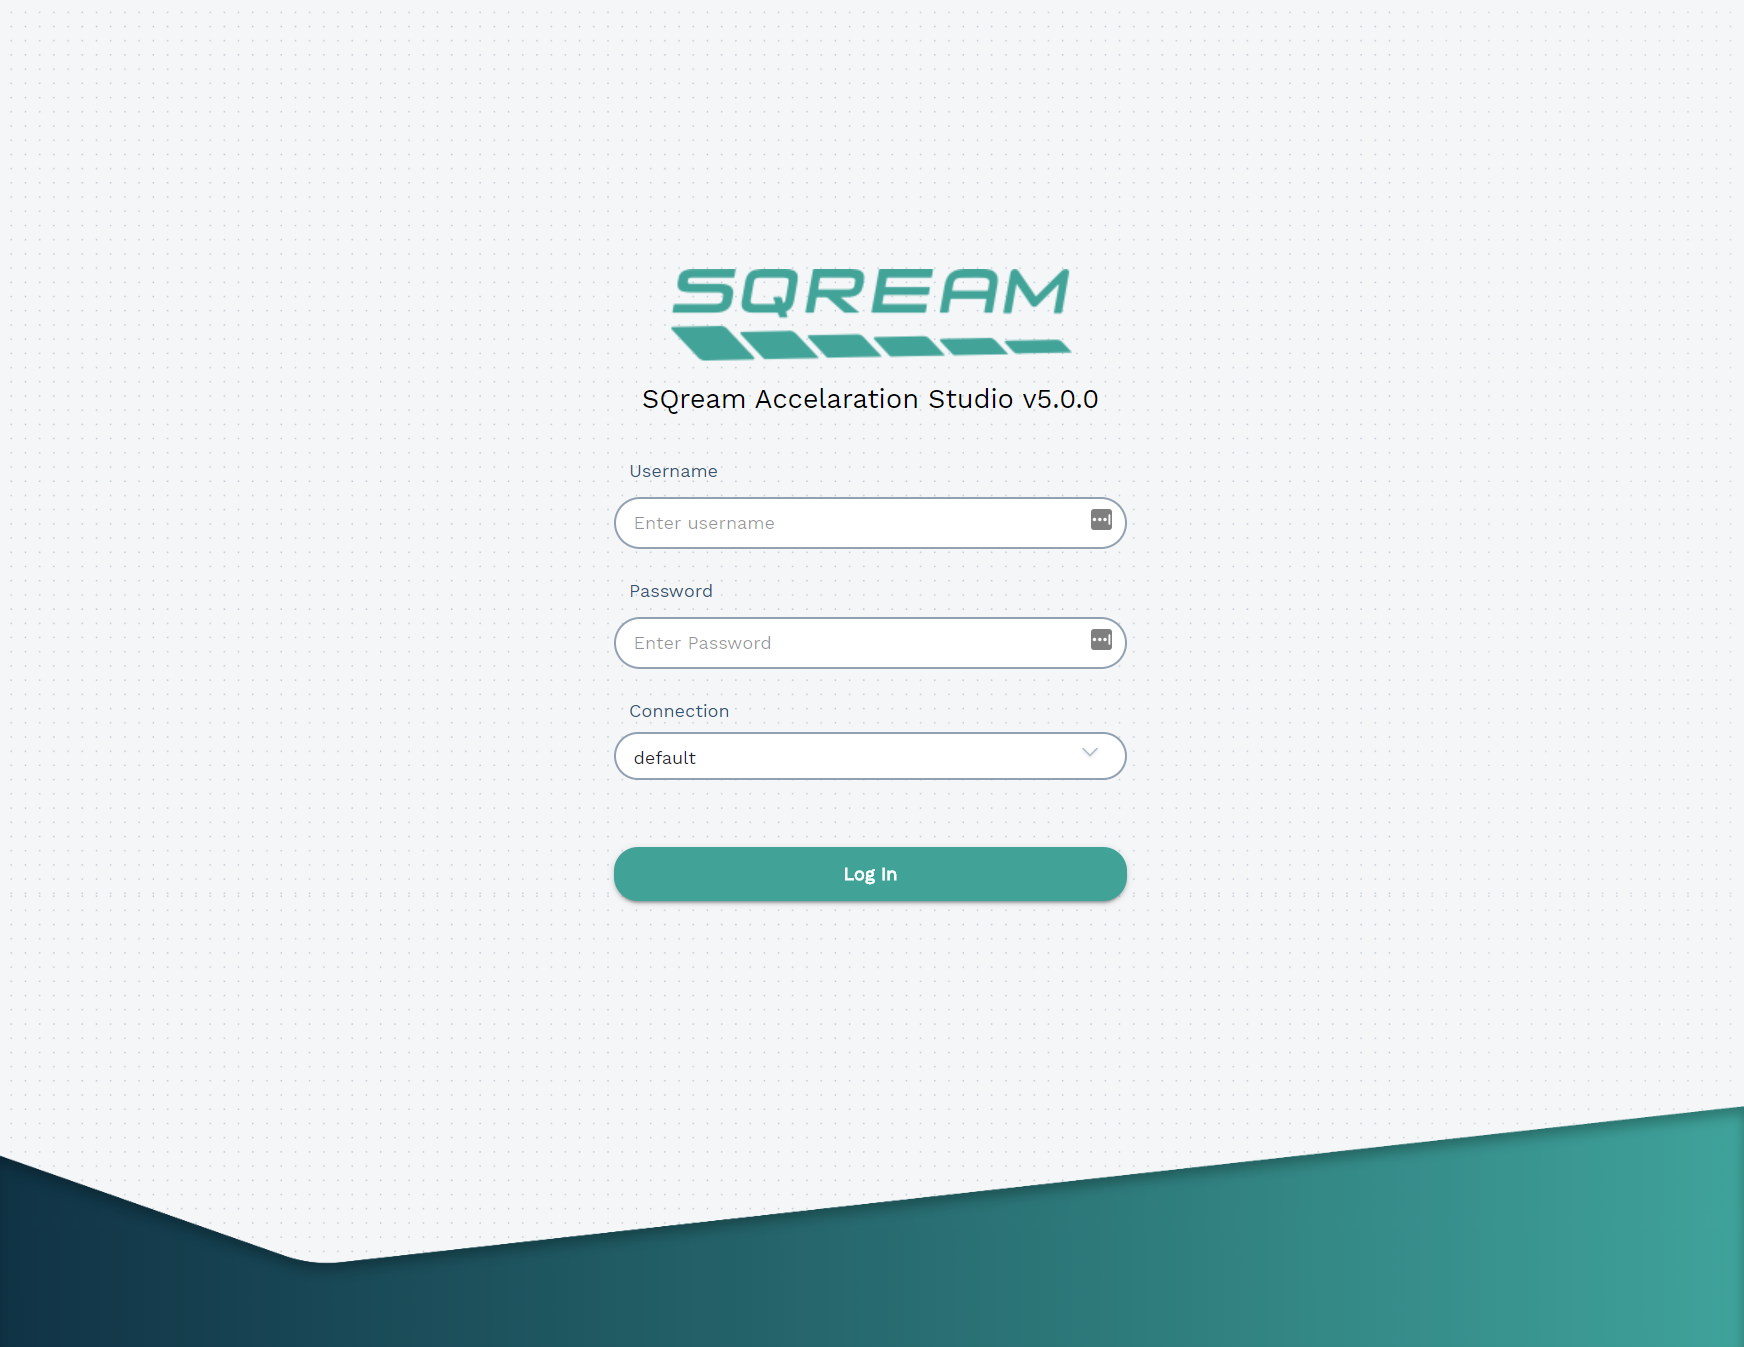 SQREAM
SQream Accelaration Studio v5.0.0
Username
Enter username
Password
Enter Password
Connection
default
Log In